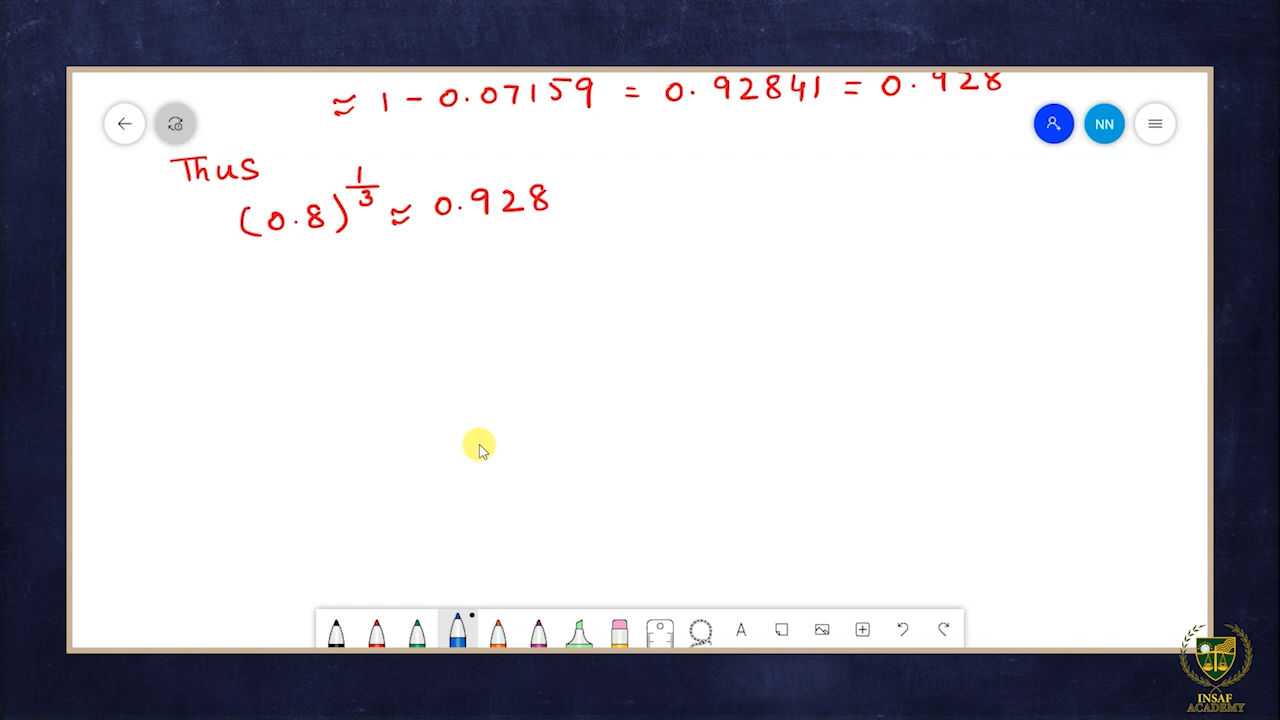 ≈ 1 - 0.07159 = 0.92841 = 0.928
NN
Thus
(0.8)^(1/3) ≈ 0.928
A
INSAF
ACADEMY